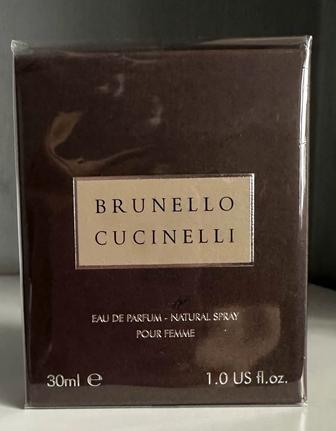 BRUNELLO
CUCINELLI
EAU DE PARFUM - NATURAL SPRAY
POUR FEMME
30ml ℮ 1.0 US fl.oz.